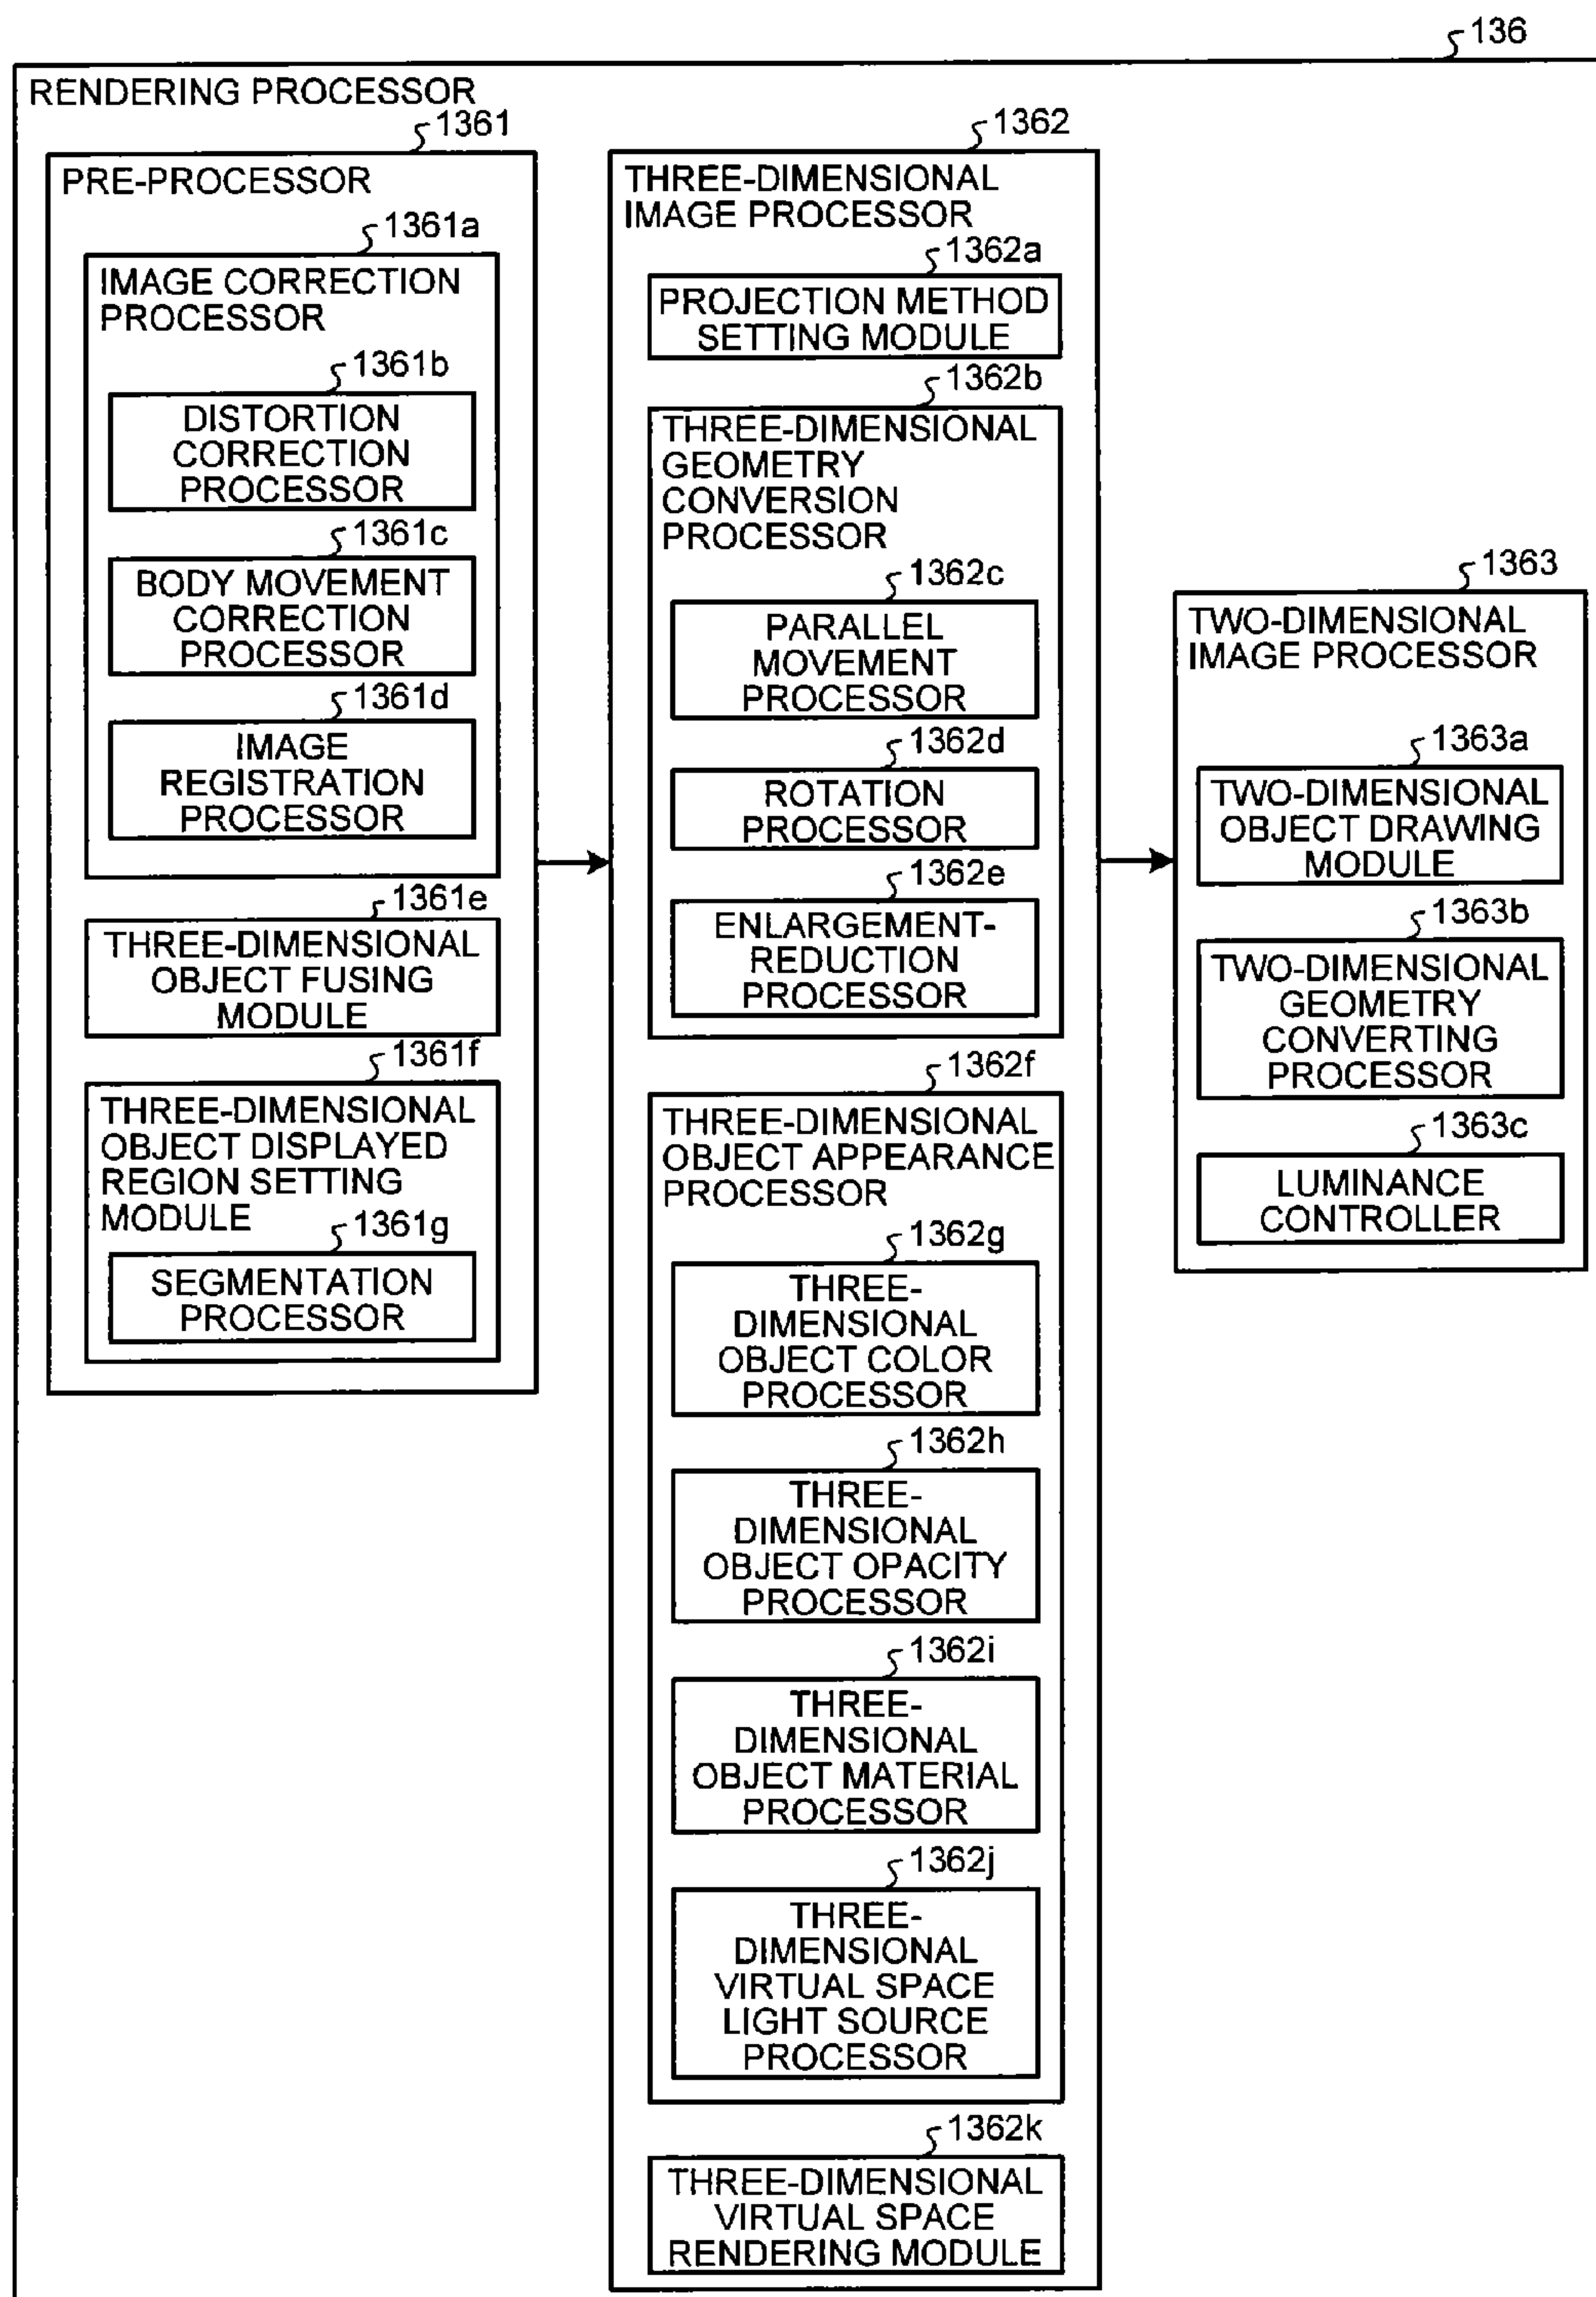 136
RENDERING PROCESSOR
1361
PRE-PROCESSOR
1361a
IMAGE CORRECTION
PROCESSOR
1361b
DISTORTION
CORRECTION
PROCESSOR
1361c
BODY MOVEMENT
CORRECTION
PROCESSOR
1361d
IMAGE
REGISTRATION
PROCESSOR
1361e
THREE-DIMENSIONAL
OBJECT FUSING
MODULE
1361f
THREE-DIMENSIONAL
OBJECT DISPLAYED
REGION SETTING
MODULE
1361g
SEGMENTATION
PROCESSOR
1362
THREE-DIMENSIONAL
IMAGE PROCESSOR
1362a
PROJECTION METHOD
SETTING MODULE
1362b
THREE-DIMENSIONAL
GEOMETRY
CONVERSION
PROCESSOR
1362c
PARALLEL
MOVEMENT
PROCESSOR
1362d
ROTATION
PROCESSOR
1362e
ENLARGEMENT-
REDUCTION
PROCESSOR
1362f
THREE-DIMENSIONAL
OBJECT APPEARANCE
PROCESSOR
1362g
THREE-
DIMENSIONAL
OBJECT COLOR
PROCESSOR
1362h
THREE-
DIMENSIONAL
OBJECT OPACITY
PROCESSOR
1362i
THREE-
DIMENSIONAL
OBJECT MATERIAL
PROCESSOR
1362j
THREE-
DIMENSIONAL
VIRTUAL SPACE
LIGHT SOURCE
PROCESSOR
1362k
THREE-DIMENSIONAL
VIRTUAL SPACE
RENDERING MODULE
1363
TWO-DIMENSIONAL
IMAGE PROCESSOR
1363a
TWO-DIMENSIONAL
OBJECT DRAWING
MODULE
1363b
TWO-DIMENSIONAL
GEOMETRY
CONVERTING
PROCESSOR
1363c
LUMINANCE
CONTROLLER